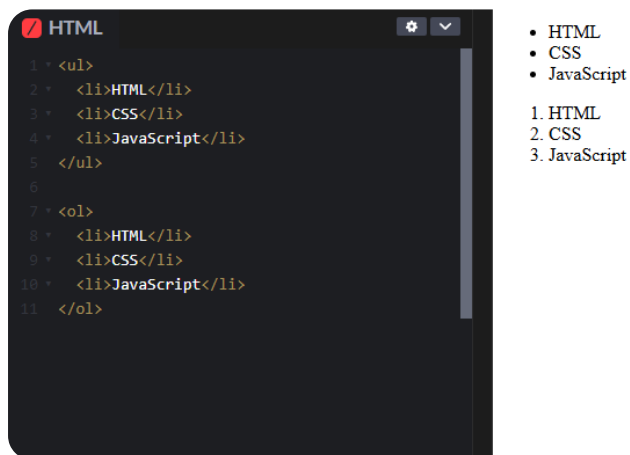 HTML
1 <ul>
2 <li>HTML</li>
3 <li>CSS</li>
4 <li>JavaScript</li>
5 </ul>
6
7 <ol>
8 <li>HTML</li>
9 <li>CSS</li>
10 <li>JavaScript</li>
11 </ol>
• HTML
• CSS
• JavaScript
1. HTML
2. CSS
3. JavaScript